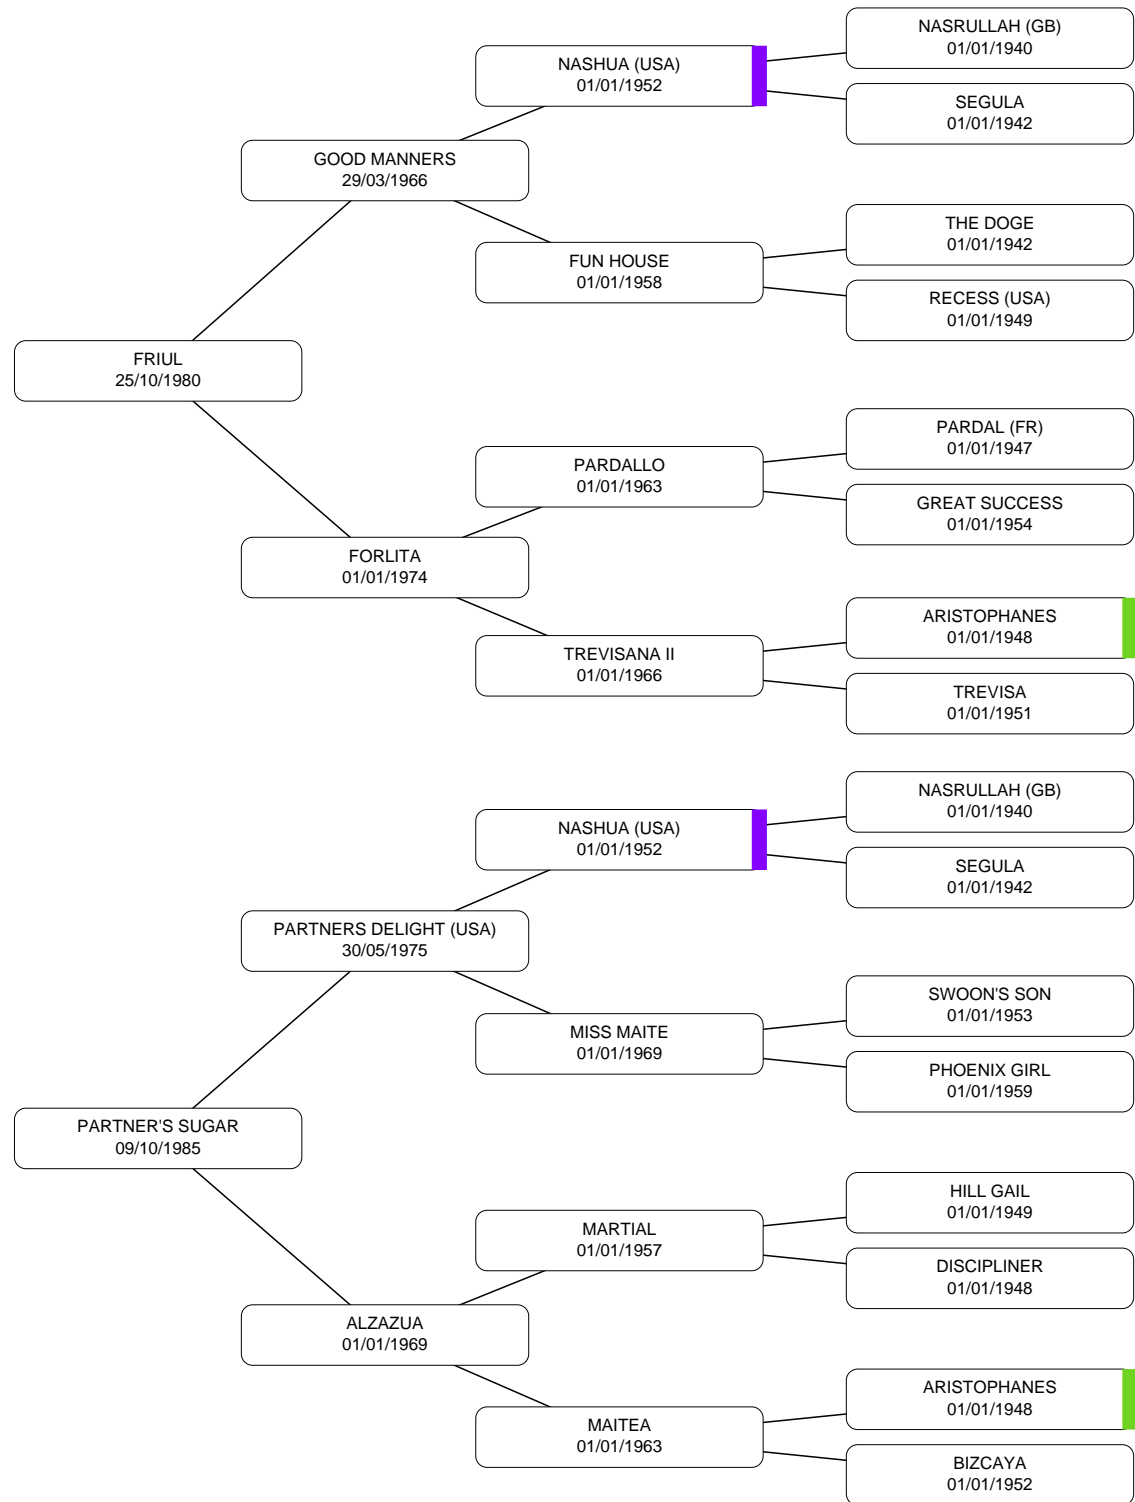 NASRULLAH (GB)
01/01/1940
NASHUA (USA)
01/01/1952
SEGULA
01/01/1942
GOOD MANNERS
29/03/1966
THE DOGE
01/01/1942
FUN HOUSE
01/01/1958
RECESS (USA)
01/01/1949
FRIUL
25/10/1980
PARDAL (FR)
01/01/1947
PARDALLO
01/01/1963
GREAT SUCCESS
01/01/1954
FORLITA
01/01/1974
ARISTOPHANES
01/01/1948
TREVISANA II
01/01/1966
TREVISA
01/01/1951
NASRULLAH (GB)
01/01/1940
NASHUA (USA)
01/01/1952
SEGULA
01/01/1942
PARTNERS DELIGHT (USA)
30/05/1975
SWOON'S SON
01/01/1953
MISS MAITE
01/01/1969
PHOENIX GIRL
01/01/1959
PARTNER'S SUGAR
09/10/1985
HILL GAIL
01/01/1949
MARTIAL
01/01/1957
DISCIPLINER
01/01/1948
ALZAZUA
01/01/1969
ARISTOPHANES
01/01/1948
MAITEA
01/01/1963
BIZCAYA
01/01/1952